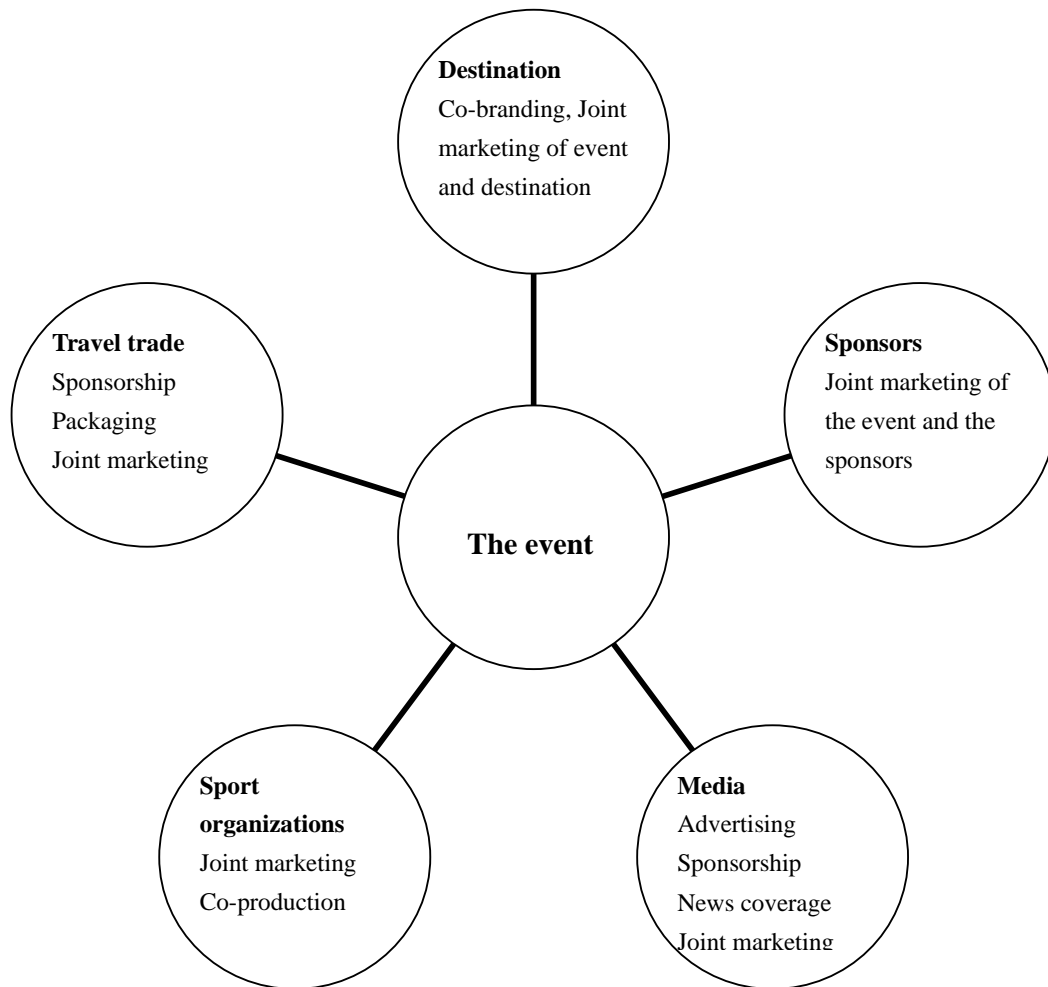 Destination
Co-branding, Joint
marketing of event
and destination
Travel trade
Sponsorship
Packaging
Joint marketing
Sponsors
Joint marketing of
the event and the
sponsors
The event
Sport
organizations
Joint marketing
Co-production
Media
Advertising
Sponsorship
News coverage
Joint marketing